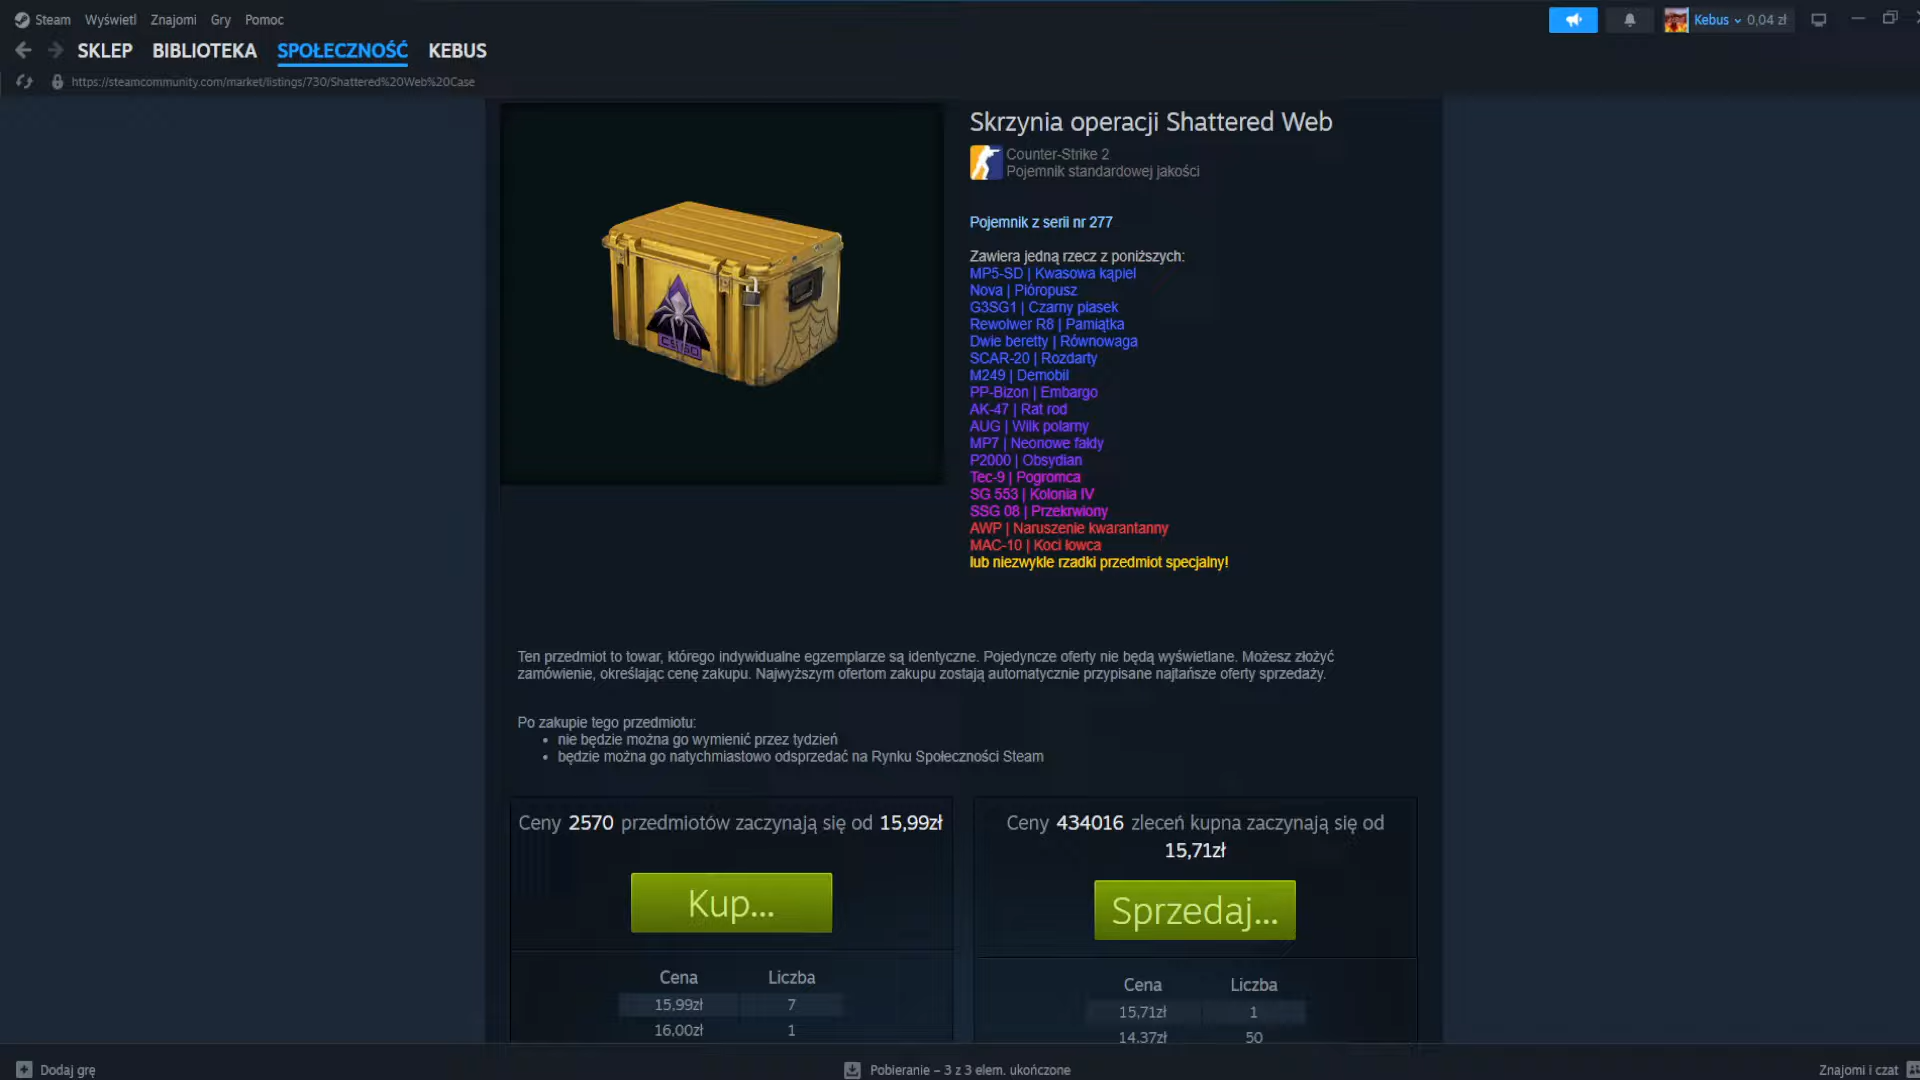 Steam Wyświetl Znajomi Gry Pomoc
Kebus 0,04 zł
SKLEP BIBLIOTEKA SPOŁECZNOŚĆ KEBUS
https://steamcommunity.com/market/listings/730/Shattered%20Web%20Case
Skrzynia operacji Shattered Web
Counter-Strike 2
Pojemnik standardowej jakości
Pojemnik z serii nr 277
Zawiera jedną rzecz z poniższych:
MP5-SD | Kwasowa kąpiel
Nova | Pióropusz
G3SG1 | Czarny piasek
Rewolwer R8 | Pamiątka
Dwie beretty | Równowaga
SCAR-20 | Rozdarty
M249 | Demobil
PP-Bizon | Embargo
AK-47 | Rat rod
AUG | Wilk polarny
MP7 | Neonowe fałdy
P2000 | Obsydian
Tec-9 | Pogromca
SG 553 | Kolonia IV
SSG 08 | Przekrwiony
AWP | Naruszenie kwarantanny
MAC-10 | Koci łowca
lub niezwykle rzadki przedmiot specjalny!
CS:GO
Ten przedmiot to towar, którego indywidualne egzemplarze są identyczne. Pojedyncze oferty nie będą wyświetlane. Możesz złożyć
zamówienie, określając cenę zakupu. Najwyższym ofertom zakupu zostają automatycznie przypisane najtańsze oferty sprzedaży.
Po zakupie tego przedmiotu:
• nie będzie można go wymienić przez tydzień
• będzie można go natychmiastowo odsprzedać na Rynku Społeczności Steam
Ceny 2570 przedmiotów zaczynają się od 15,99zł
Kup...
Cena Liczba
15,99zł 7
16,00zł 1
Ceny 434016 zleceń kupna zaczynają się od
15,71zł
Sprzedaj...
Cena Liczba
15,71zł 1
14,37zł 50
Dodaj grę
Pobieranie – 3 z 3 elem. ukończone
Znajomi i czat